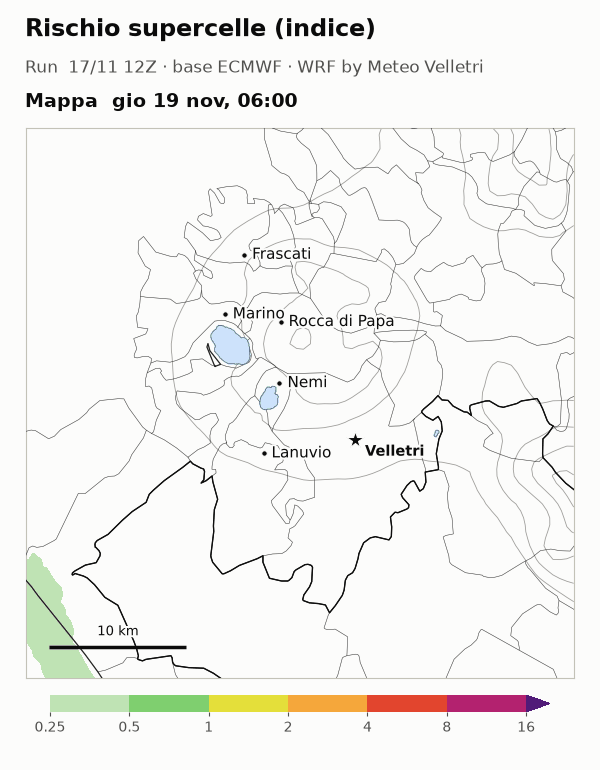 Rischio supercelle (indice)
Run  17/11 12Z · base ECMWF · WRF by Meteo Velletri
Mappa  gio 19 nov, 06:00
Frascati
Marino
Rocca di Papa
Nemi
Velletri
Lanuvio
10 km
0.25 0.5 1 2 4 8 16